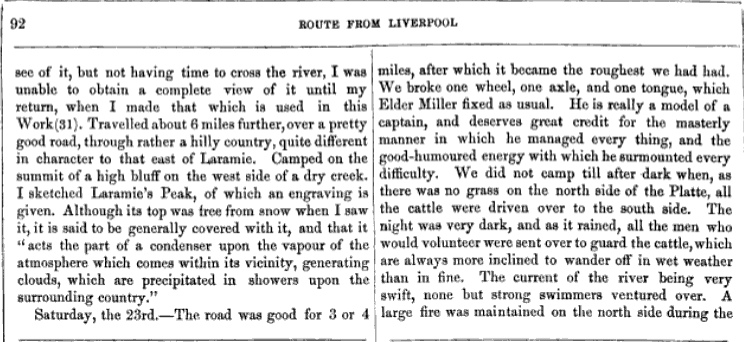 92
ROUTE FROM LIVERPOOL
see of it, but not having time to cross the river, I was
unable to obtain a complete view of it until my
return, when I made that which is used in this
Work(31). Travelled about 6 miles further, over a pretty
good road, through rather a hilly country, quite different
in character to that east of Laramie. Camped on the
summit of a high bluff on the west side of a dry creek.
I sketched Laramie's Peak, of which an engraving is
given. Although its top was free from snow when I saw
it, it is said to be generally covered with it, and that it
"acts the part of a condenser upon the vapour of the
atmosphere which comes within its vicinity, generating
clouds, which are precipitated in showers upon the
surrounding country."
Saturday, the 23rd.—The road was good for 3 or 4
miles, after which it became the roughest we had had.
We broke one wheel, one axle, and one tongue, which
Elder Miller fixed as usual. He is really a model of a
captain, and deserves great credit for the masterly
manner in which he managed every thing, and the
good-humoured energy with which he surmounted every
difficulty. We did not camp till after dark when, as
there was no grass on the north side of the Platte, all
the cattle were driven over to the south side. The
night was very dark, and as it rained, all the men who
would volunteer were sent over to guard the cattle, which
are always more inclined to wander off in wet weather
than in fine. The current of the river being very
swift, none but strong swimmers ventured over. A
large fire was maintained on the north side during the